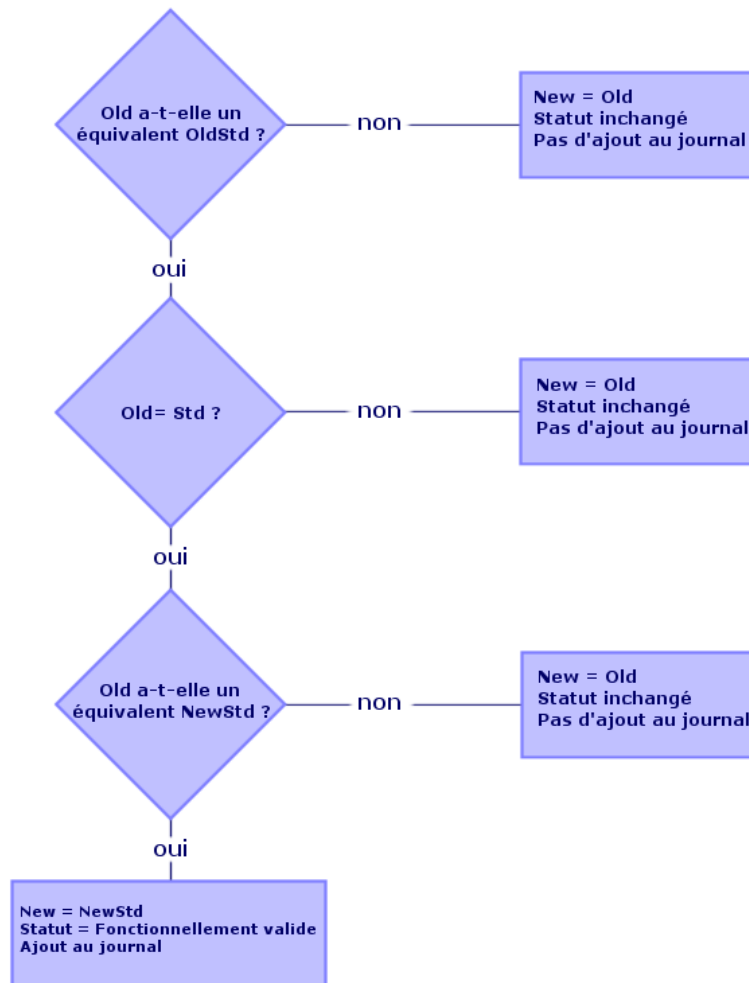 Old a-t-elle un
équivalent OldStd ?
non
New = Old
Statut inchangé
Pas d'ajout au journal
oui
Old= Std ?
non
New = Old
Statut inchangé
Pas d'ajout au journal
oui
Old a-t-elle un
équivalent NewStd ?
non
New = Old
Statut inchangé
Pas d'ajout au journal
oui
New = NewStd
Statut = Fonctionnellement valide
Ajout au journal